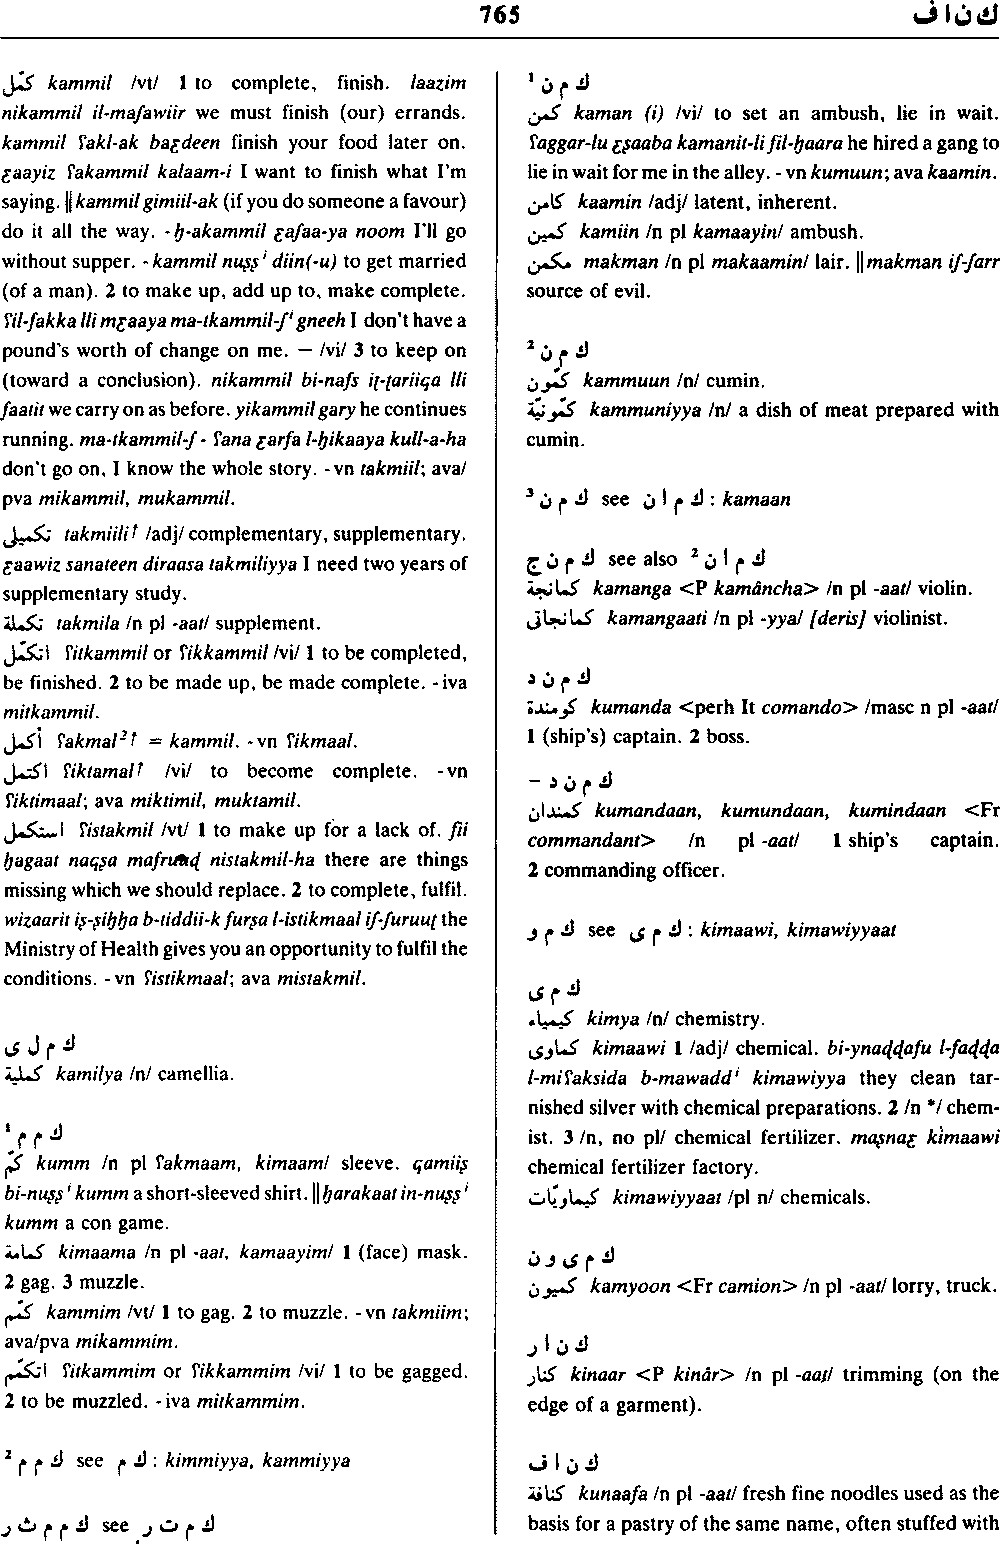 765
ك ن ا ف
كمّل kammil /vt/ 1 to complete, finish. laazim
nikammil il-maʃawiir we must finish (our) errands.
kammil ʕakl-ak baȝdeen finish your food later on.
ȝaayiz ʕakammil kalaam-i I want to finish what I'm
saying. ‖ kammil gimiil-ak (if you do someone a favour)
do it all the way. - ḥ-akammil ȝaʃaa-ya noom I'll go
without supper. - kammil nuṣṣⁱ diin(-u) to get married
(of a man). 2 to make up, add up to, make complete.
ʕil-fakka lli mȝaaya ma-tkammil-ʃⁱ gneeh I don't have a
pound's worth of change on me. — /vi/ 3 to keep on
(toward a conclusion). nikammil bi-nafs iṭ-ṭariiqa lli
faatit we carry on as before. yikammil gary he continues
running. ma-tkammil-ʃ - ʕana ȝarfa l-ḥikaaya kull-a-ha
don't go on, I know the whole story. - vn takmiil; ava/
pva mikammil, mukammil.
تكميلى takmiili↑ /adj/ complementary, supplementary.
ȝaawiz sanateen diraasa takmiliyya I need two years of
supplementary study.
تكملة takmila /n pl -aat/ supplement.
اتكمّل ʕitkammil or ʕikkammil /vi/ 1 to be completed,
be finished. 2 to be made up, be made complete. - iva
mitkammil.
أكمل ʕakmal²↑ = kammil. - vn ʕikmaal.
اكتمل ʕiktamal↑ /vi/ to become complete. - vn
ʕiktimaal; ava miktimil, muktamil.
استكمل ʕistakmil /vt/ 1 to make up for a lack of. fii
ḥagaat naqṣa mafruuḍ nistakmil-ha there are things
missing which we should replace. 2 to complete, fulfil.
wizaarit iṣ-ṣiḥḥa b-tiddii-k furṣa l-istikmaal iʃ-ʃuruuṭ the
Ministry of Health gives you an opportunity to fulfil the
conditions. - vn ʕistikmaal; ava mistakmil.
ك م ل ى
كملية kamilya /n/ camellia.
ك م م ¹
كمّ kumm /n pl ʕakmaam, kimaam/ sleeve. qamiiṣ
bi-nuṣṣⁱ kumm a short-sleeved shirt. ‖ ḥarakaat in-nuṣṣⁱ
kumm a con game.
كمامة kimaama /n pl -aat, kamaayim/ 1 (face) mask.
2 gag. 3 muzzle.
كمّم kammim /vt/ 1 to gag. 2 to muzzle. - vn takmiim;
ava/pva mikammim.
اتكمّم ʕitkammim or ʕikkammim /vi/ 1 to be gagged.
2 to be muzzled. - iva mitkammim.
ك م م ² see ك م : kimmiyya, kammiyya
ك م م ث ر see ك م ت ر
ك م ن ¹
كمن kaman (i) /vi/ to set an ambush, lie in wait.
ʕaggar-lu ȝṣaaba kamanit-li fil-ḥaara he hired a gang to
lie in wait for me in the alley. - vn kumuun; ava kaamin.
كامن kaamin /adj/ latent, inherent.
كمين kamiin /n pl kamaayin/ ambush.
مكمن makman /n pl makaamin/ lair. ‖ makman iʃ-ʃarr
source of evil.
ك م ن ²
كمّون kammuun /n/ cumin.
كمّونيّة kammuniyya /n/ a dish of meat prepared with
cumin.
ك م ن ³ see ك م ا ن : kamaan
ك م ن ج see also ك م ا ن ²
كمانجة kamanga <P kamâncha> /n pl -aat/ violin.
كمانجاتى kamangaati /n pl -yya/ [deris] violinist.
ك م ن د
كومندة kumanda <perh It comando> /masc n pl -aat/
1 (ship's) captain. 2 boss.
ك م ن د –
كمندان kumandaan, kumundaan, kumindaan <Fr
commandant> /n pl -aat/ 1 ship's captain.
2 commanding officer.
ك م و see ك م ى : kimaawi, kimawiyyaat
ك م ى
كيمياء kimya /n/ chemistry.
كيماوى kimaawi 1 /adj/ chemical. bi-ynaḍḍafu l-faḍḍa
l-miʕaksida b-mawaddⁱ kimawiyya they clean tar-
nished silver with chemical preparations. 2 /n */ chem-
ist. 3 /n, no pl/ chemical fertilizer. maṣnaȝ kimaawi
chemical fertilizer factory.
كيماويّات kimawiyyaat /pl n/ chemicals.
ك م ى و ن
كميون kamyoon <Fr camion> /n pl -aat/ lorry, truck.
ك ن ا ر
كنار kinaar <P kinâr> /n pl -aaṭ/ trimming (on the
edge of a garment).
ك ن ا ف
كنافة kunaafa /n pl -aat/ fresh fine noodles used as the
basis for a pastry of the same name, often stuffed with